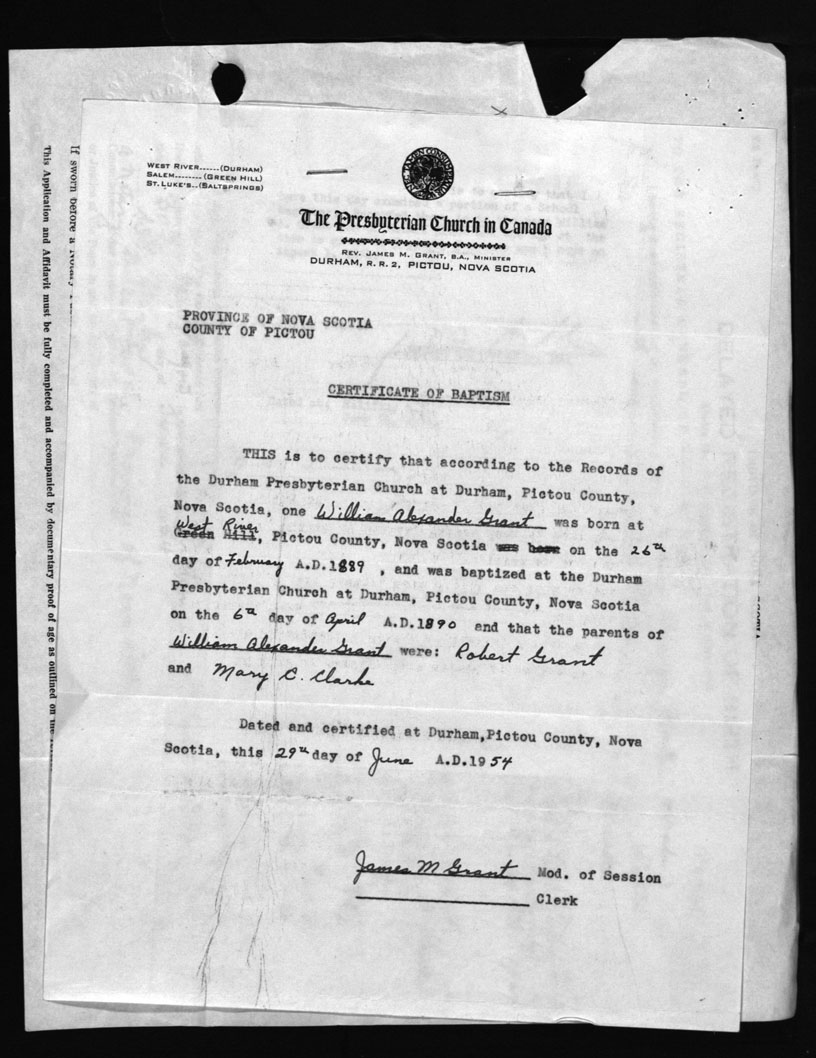 WEST RIVER......(DURHAM)
SALEM........(GREEN HILL)
ST. LUKE'S..(SALTSPRINGS)
The Presbyterian Church in Canada
REV. JAMES M. GRANT, B.A., MINISTER
DURHAM, R. R. 2, PICTOU, NOVA SCOTIA
PROVINCE OF NOVA SCOTIA
COUNTY OF PICTOU
CERTIFICATE OF BAPTISM
THIS is to certify that according to the Records of
the Durham Presbyterian Church at Durham, Pictou County,
Nova Scotia, one William Alexander Grant was born at
West River
Green Hill, Pictou County, Nova Scotia was born on the 26th
day of February A.D.1889 , and was baptized at the Durham
Presbyterian Church at Durham, Pictou County, Nova Scotia
on the 6th day of April A.D.1890 and that the parents of
William Alexander Grant were: Robert Grant
and Mary C. Clarke
Dated and certified at Durham,Pictou County, Nova
Scotia, this 29th day of June A.D.1954
James M Grant Mod. of Session
Clerk
If sworn before a Notary
This Application and Affidavit must be fully completed and accompanied by documentary proof of age as outlined on the